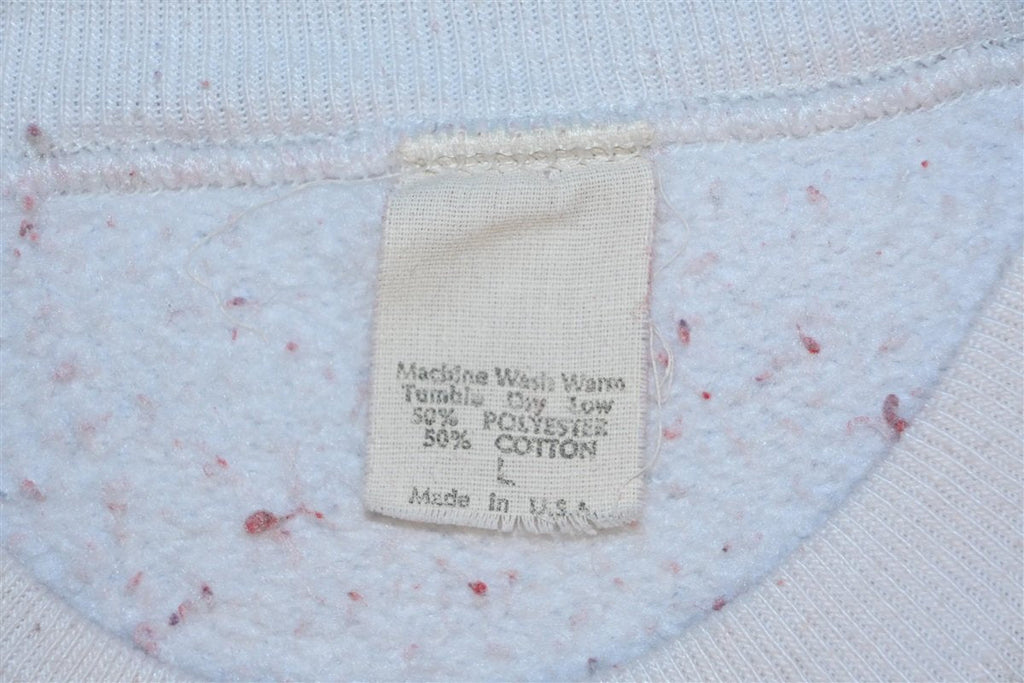 Machine Wash Warm
Tumble Dry Low
50% POLYESTER
50% COTTON
L
Made in U.S.A.